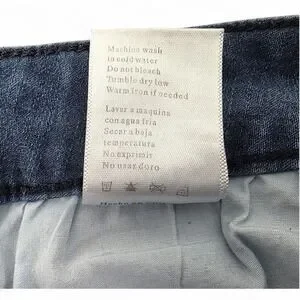 Machine wash
in cold water
Do not bleach
Tumble dry low
Warm iron if needed
Lavar a maquina
con agua fria
Secar a baja
temperatura
No exprimir
No usar doro